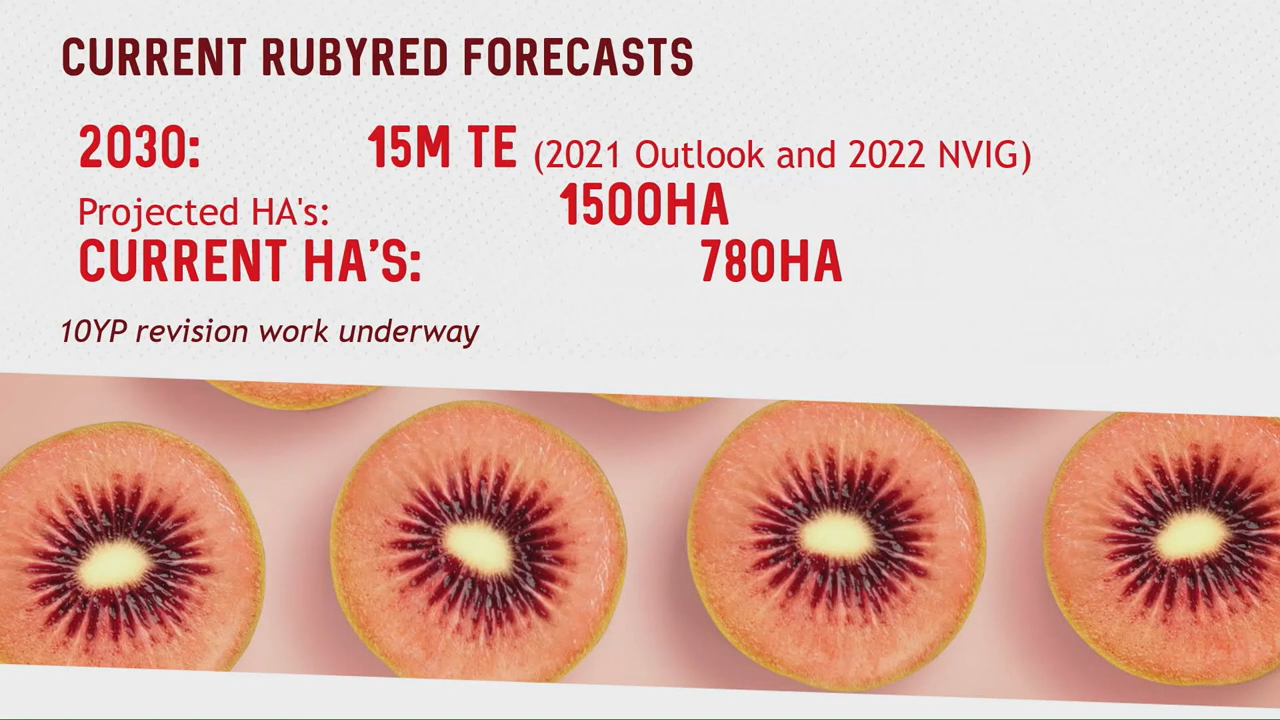 CURRENT RUBYRED FORECASTS
2030: 15M TE (2021 Outlook and 2022 NVIG)
Projected HA's: 1500HA
CURRENT HA’S: 780HA
10YP revision work underway